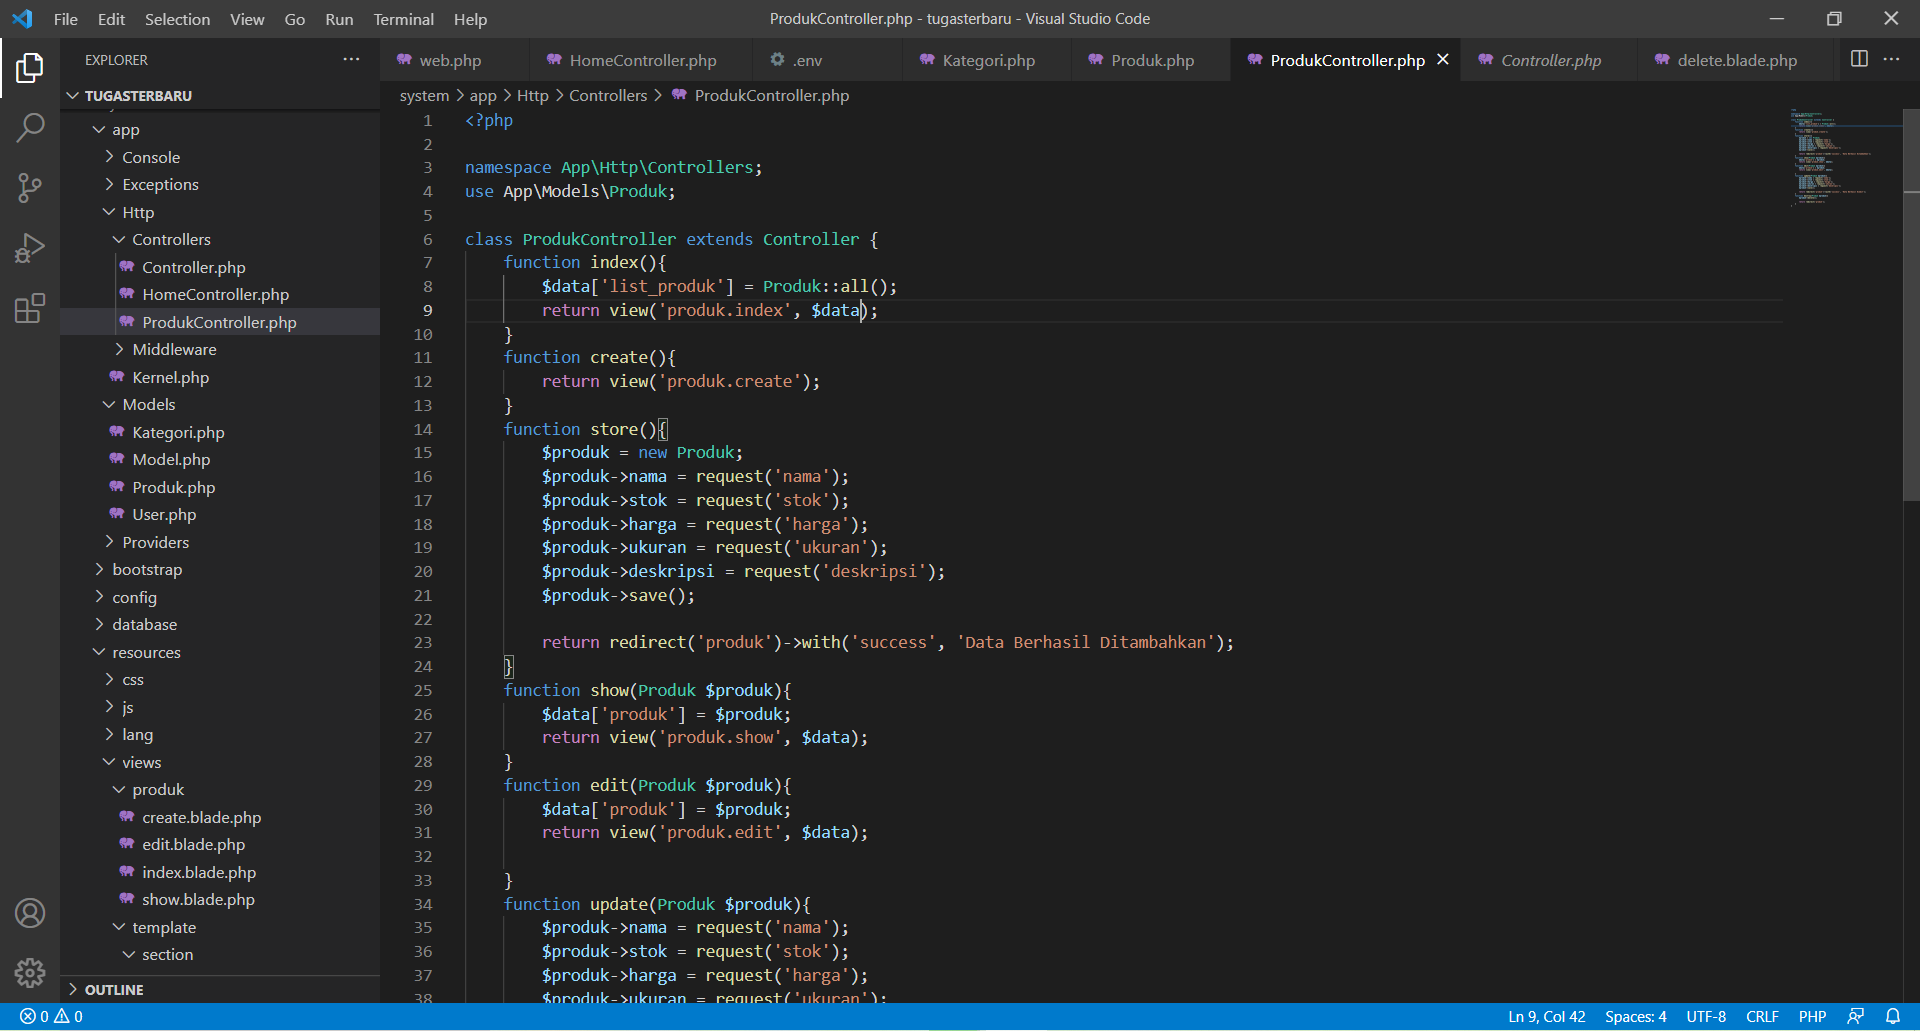 File Edit Selection View Go Run Terminal Help
ProdukController.php - tugasterbaru - Visual Studio Code
EXPLORER
TUGASTERBARU
app
Console
Exceptions
Http
Controllers
Controller.php
HomeController.php
ProdukController.php
Middleware
Kernel.php
Models
Kategori.php
Model.php
Produk.php
User.php
Providers
bootstrap
config
database
resources
css
js
lang
views
produk
create.blade.php
edit.blade.php
index.blade.php
show.blade.php
template
section
OUTLINE
web.php HomeController.php .env Kategori.php Produk.php ProdukController.php Controller.php delete.blade.php
system > app > Http > Controllers > ProdukController.php
1 <?php
2
3 namespace App\Http\Controllers;
4 use App\Models\Produk;
5
6 class ProdukController extends Controller {
7     function index(){
8         $data['list_produk'] = Produk::all();
9         return view('produk.index', $data);
10     }
11     function create(){
12         return view('produk.create');
13     }
14     function store(){
15         $produk = new Produk;
16         $produk->nama = request('nama');
17         $produk->stok = request('stok');
18         $produk->harga = request('harga');
19         $produk->ukuran = request('ukuran');
20         $produk->deskripsi = request('deskripsi');
21         $produk->save();
22
23         return redirect('produk')->with('success', 'Data Berhasil Ditambahkan');
24     }
25     function show(Produk $produk){
26         $data['produk'] = $produk;
27         return view('produk.show', $data);
28     }
29     function edit(Produk $produk){
30         $data['produk'] = $produk;
31         return view('produk.edit', $data);
32
33     }
34     function update(Produk $produk){
35         $produk->nama = request('nama');
36         $produk->stok = request('stok');
37         $produk->harga = request('harga');
38         $produk->ukuran = request('ukuran');
0 0
Ln 9, Col 42 Spaces: 4 UTF-8 CRLF PHP